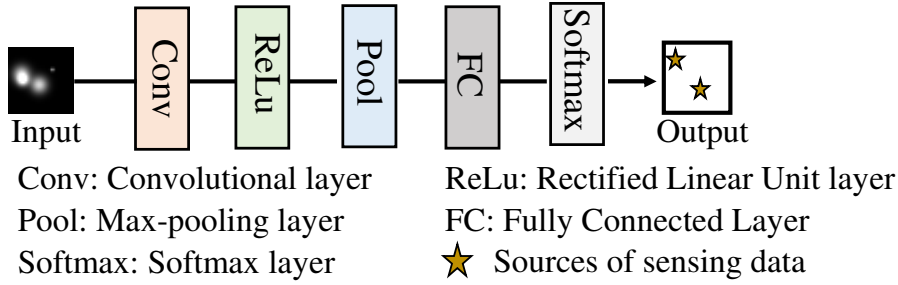 Conv
ReLu
Pool
FC
Softmax
Input
Output
Conv: Convolutional layer
ReLu: Rectified Linear Unit layer
Pool: Max-pooling layer
FC: Fully Connected Layer
Softmax: Softmax layer
Sources of sensing data